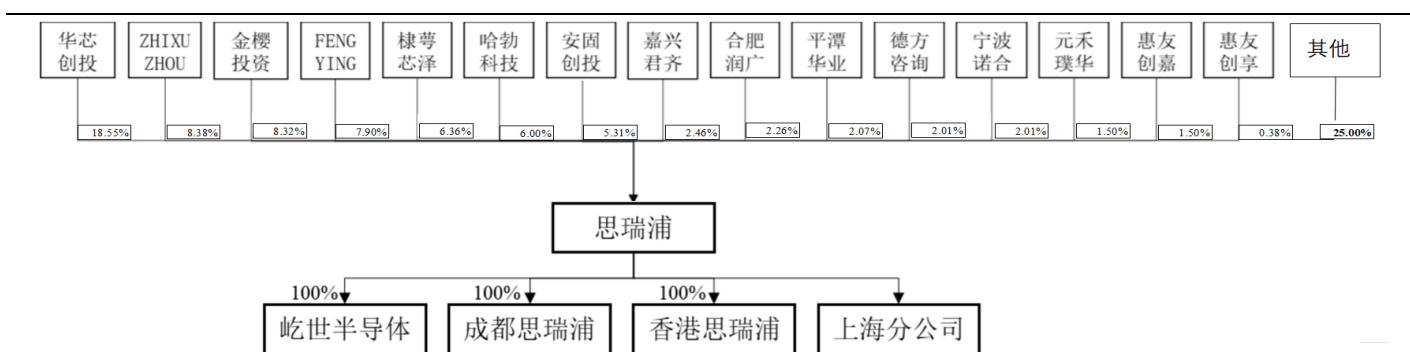 华芯
创投
ZHIXU
ZHOU
金樱
投资
FENG
YING
棣萼
芯泽
哈勃
科技
安固
创投
嘉兴
君齐
合肥
润广
平潭
华业
德方
咨询
宁波
诺合
元禾
璞华
惠友
创嘉
惠友
创享
其他
18.55%
8.38%
8.32%
7.90%
6.36%
6.00%
5.31%
2.46%
2.26%
2.07%
2.01%
2.01%
1.50%
1.50%
0.38%
25.00%
思瑞浦
100%
100%
100%
屹世半导体
成都思瑞浦
香港思瑞浦
上海分公司